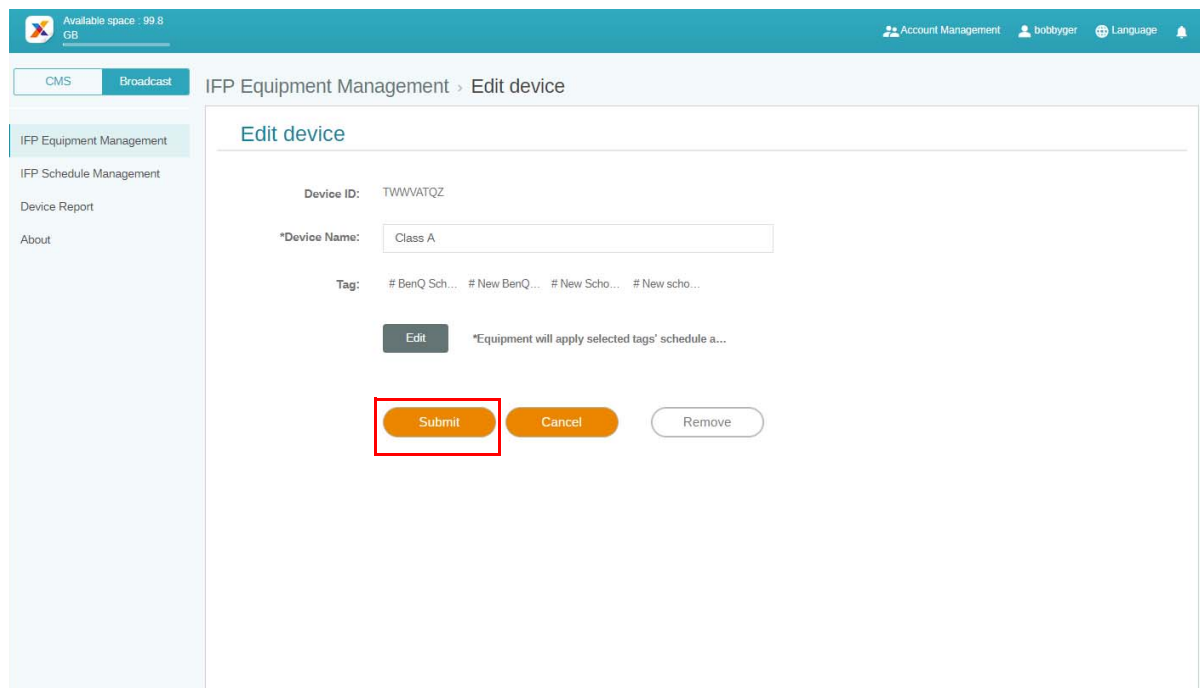 Available space : 99.8
GB
Account Management
bobbyger
Language
CMS
Broadcast
IFP Equipment Management › Edit device
IFP Equipment Management
IFP Schedule Management
Device Report
About
Edit device
Device ID: TWWVATQZ
*Device Name: Class A
Tag: # BenQ Sch... # New BenQ... # New Scho... # New scho...
Edit *Equipment will apply selected tags' schedule a...
Submit Cancel Remove